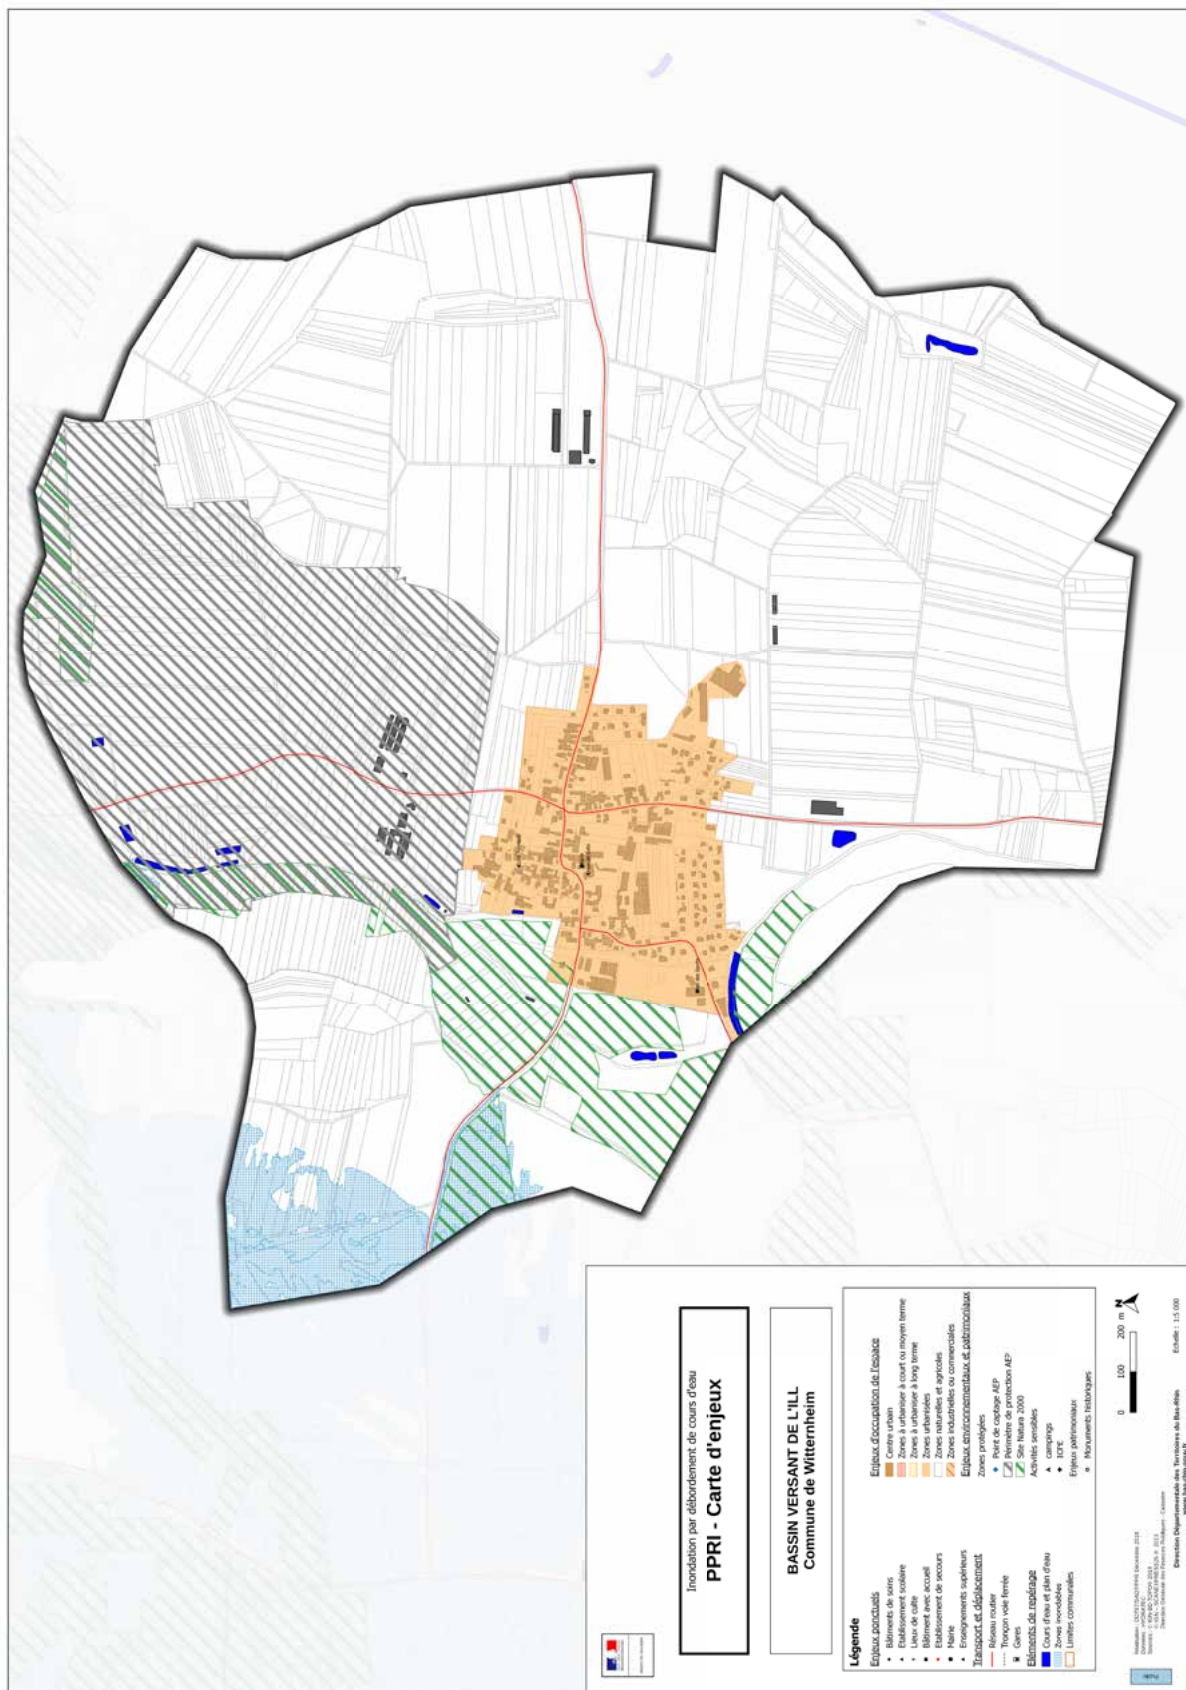 Inondation par débordement de cours d'eau
PPRI - Carte d'enjeux
BASSIN VERSANT DE L'ILL
Commune de Witternheim
Légende
Enjeux ponctuels
Bâtiments de soins
Etablissement scolaire
Lieux de culte
Bâtiment avec accueil
Etablissement de secours
Mairie
Enseignements supérieurs
Transport et déplacement
Réseau routier
Tronçon voie ferrée
Gares
Eléments de repérage
Cours d'eau et plan d'eau
Zones inondables
Limites communales
Enjeux d'occupation de l'espace
Centre urbain
Zones à urbaniser à court ou moyen terme
Zones à urbaniser à long terme
Zones urbanisées
Zones naturelles et agricoles
Zones industrielles ou commerciales
Enjeux environnementaux et patrimoniaux
Zones protégées
Point de captage AEP
Périmètre de protection AEP
Site Natura 2000
Activités sensibles
campings
ICPE
Enjeux patrimoniaux
Monuments historiques
0 100 200 m
N
Direction Départementale des Territoires du Bas-Rhin
Echelle : 1:5 000